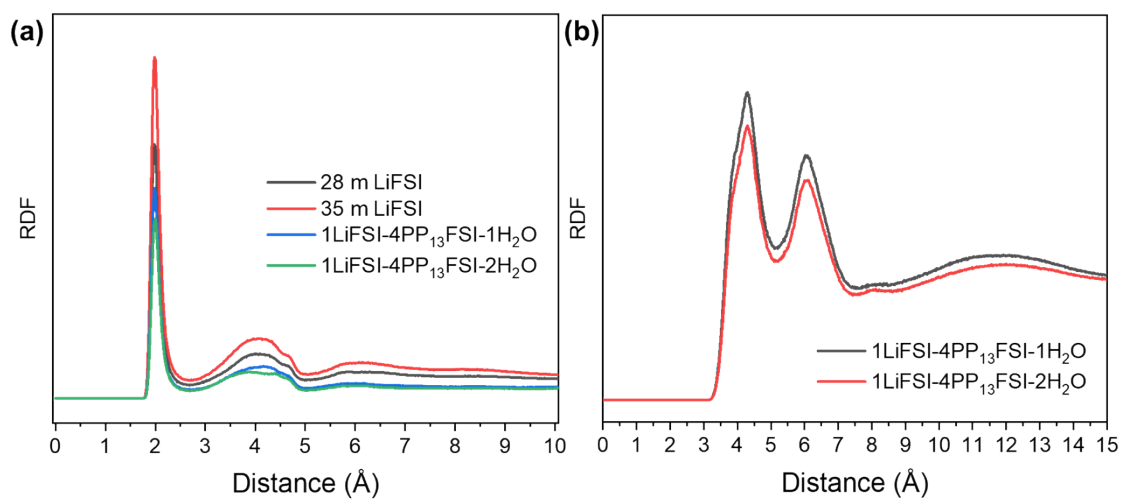 (a)
RDF
28 m LiFSI
35 m LiFSI
1LiFSI-4PP₁₃FSI-1H₂O
1LiFSI-4PP₁₃FSI-2H₂O
0 1 2 3 4 5 6 7 8 9 10
Distance (Å)
(b)
RDF
1LiFSI-4PP₁₃FSI-1H₂O
1LiFSI-4PP₁₃FSI-2H₂O
0 1 2 3 4 5 6 7 8 9 10 11 12 13 14 15
Distance (Å)